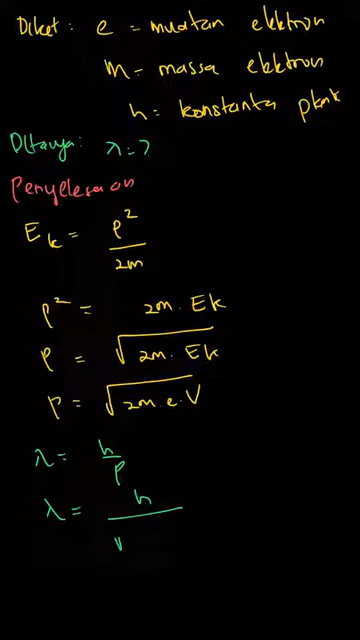 Diket : e = muatan elektron
m = massa elektron
h = konstanta plank
Ditanya : λ = ?
Penyelesaian
Ek = p² / 2m
p² = 2m. Ek
p = √2m. Ek
p = √2m. e. V
λ = h / p
λ = h / √